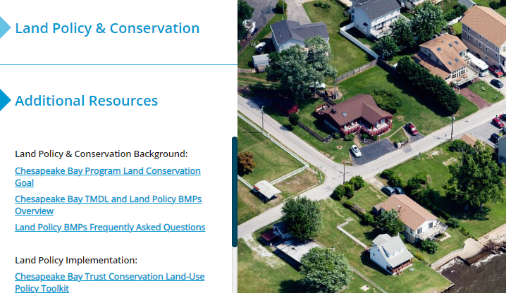 Land Policy & Conservation
Additional Resources
Land Policy & Conservation Background:
Chesapeake Bay Program Land Conservation
Goal
Chesapeake Bay TMDL and Land Policy BMPs
Overview
Land Policy BMPs Frequently Asked Questions
Land Policy Implementation:
Chesapeake Bay Trust Conservation Land-Use
Policy Toolkit